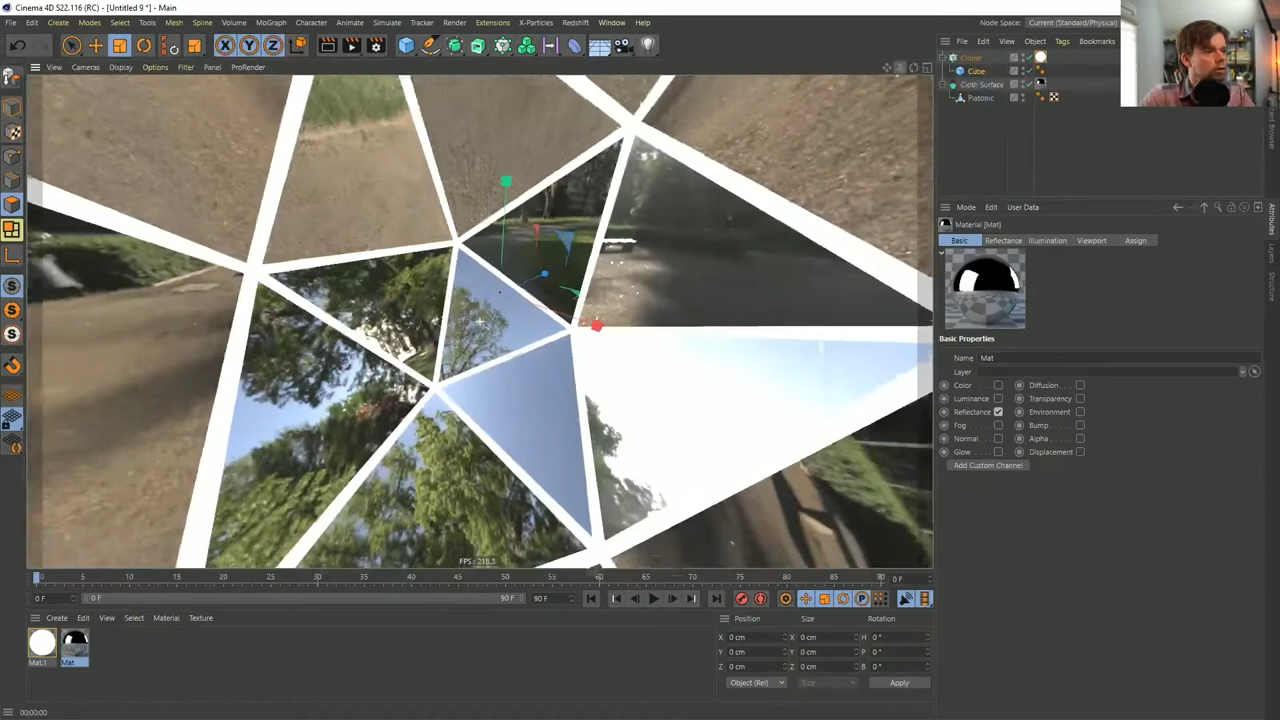 Cinema 4D S22.116 (RC) - [Untitled 9 *] - Main
File Edit Create Modes Select Tools Mesh Spline Volume MoGraph Character Animate Simulate Tracker Render Extensions X-Particles Redshift Window Help
Node Space: Current (Standard/Physical)
File Edit View Object Tags Bookmarks
View Cameras Display Options Filter Panel ProRender
Cloner
Cube
Cloth Surface
Platonic
Mode Edit User Data
Material [Mat]
Basic Reflectance Illumination Viewport Assign
Basic Properties
Name Mat
Layer
Color Diffusion
Luminance Transparency
Reflectance Environment
Fog Bump
Normal Alpha
Glow Displacement
Add Custom Channel
Attributes
Structure
FPS : 218.3
0 5 10 15 20 25 30 35 40 45 50 55 60 65 70 75 80 85 90 0 F
0 F 0 F 90 F 90 F
Create Edit View Select Material Texture
Mat.1 Mat
Position Size Rotation
X 0 cm X 0 cm H 0 °
Y 0 cm Y 0 cm P 0 °
Z 0 cm Z 0 cm B 0 °
Object (Rel) Size Apply
00:00:00